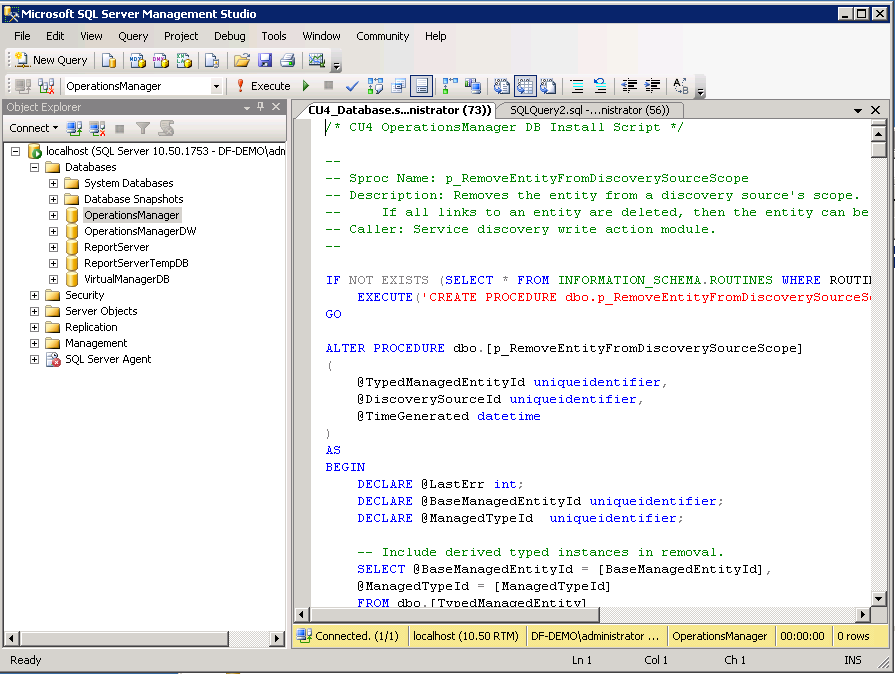 Microsoft SQL Server Management Studio
File Edit View Query Project Debug Tools Window Community Help
New Query
OperationsManager Execute
Object Explorer
Connect
localhost (SQL Server 10.50.1753 - DF-DEMO\adm
Databases
System Databases
Database Snapshots
OperationsManager
OperationsManagerDW
ReportServer
ReportServerTempDB
VirtualManagerDB
Security
Server Objects
Replication
Management
SQL Server Agent
CU4_Database.s...nistrator (73)) SQLQuery2.sql -...nistrator (56))
/* CU4 OperationsManager DB Install Script */
--
-- Sproc Name: p_RemoveEntityFromDiscoverySourceScope
-- Description: Removes the entity from a discovery source's scope.
-- If all links to an entity are deleted, then the entity can be
-- Caller: Service discovery write action module.
--
IF NOT EXISTS (SELECT * FROM INFORMATION_SCHEMA.ROUTINES WHERE ROUTIN
EXECUTE('CREATE PROCEDURE dbo.p_RemoveEntityFromDiscoverySourceSc
GO
ALTER PROCEDURE dbo.[p_RemoveEntityFromDiscoverySourceScope]
(
@TypedManagedEntityId uniqueidentifier,
@DiscoverySourceId uniqueidentifier,
@TimeGenerated datetime
)
AS
BEGIN
DECLARE @LastErr int;
DECLARE @BaseManagedEntityId uniqueidentifier;
DECLARE @ManagedTypeId uniqueidentifier;
-- Include derived typed instances in removal.
SELECT @BaseManagedEntityId = [BaseManagedEntityId],
@ManagedTypeId = [ManagedTypeId]
FROM dbo.[TypedManagedEntity]
Connected. (1/1) localhost (10.50 RTM) DF-DEMO\administrator ... OperationsManager 00:00:00 0 rows
Ready Ln 1 Col 1 Ch 1 INS